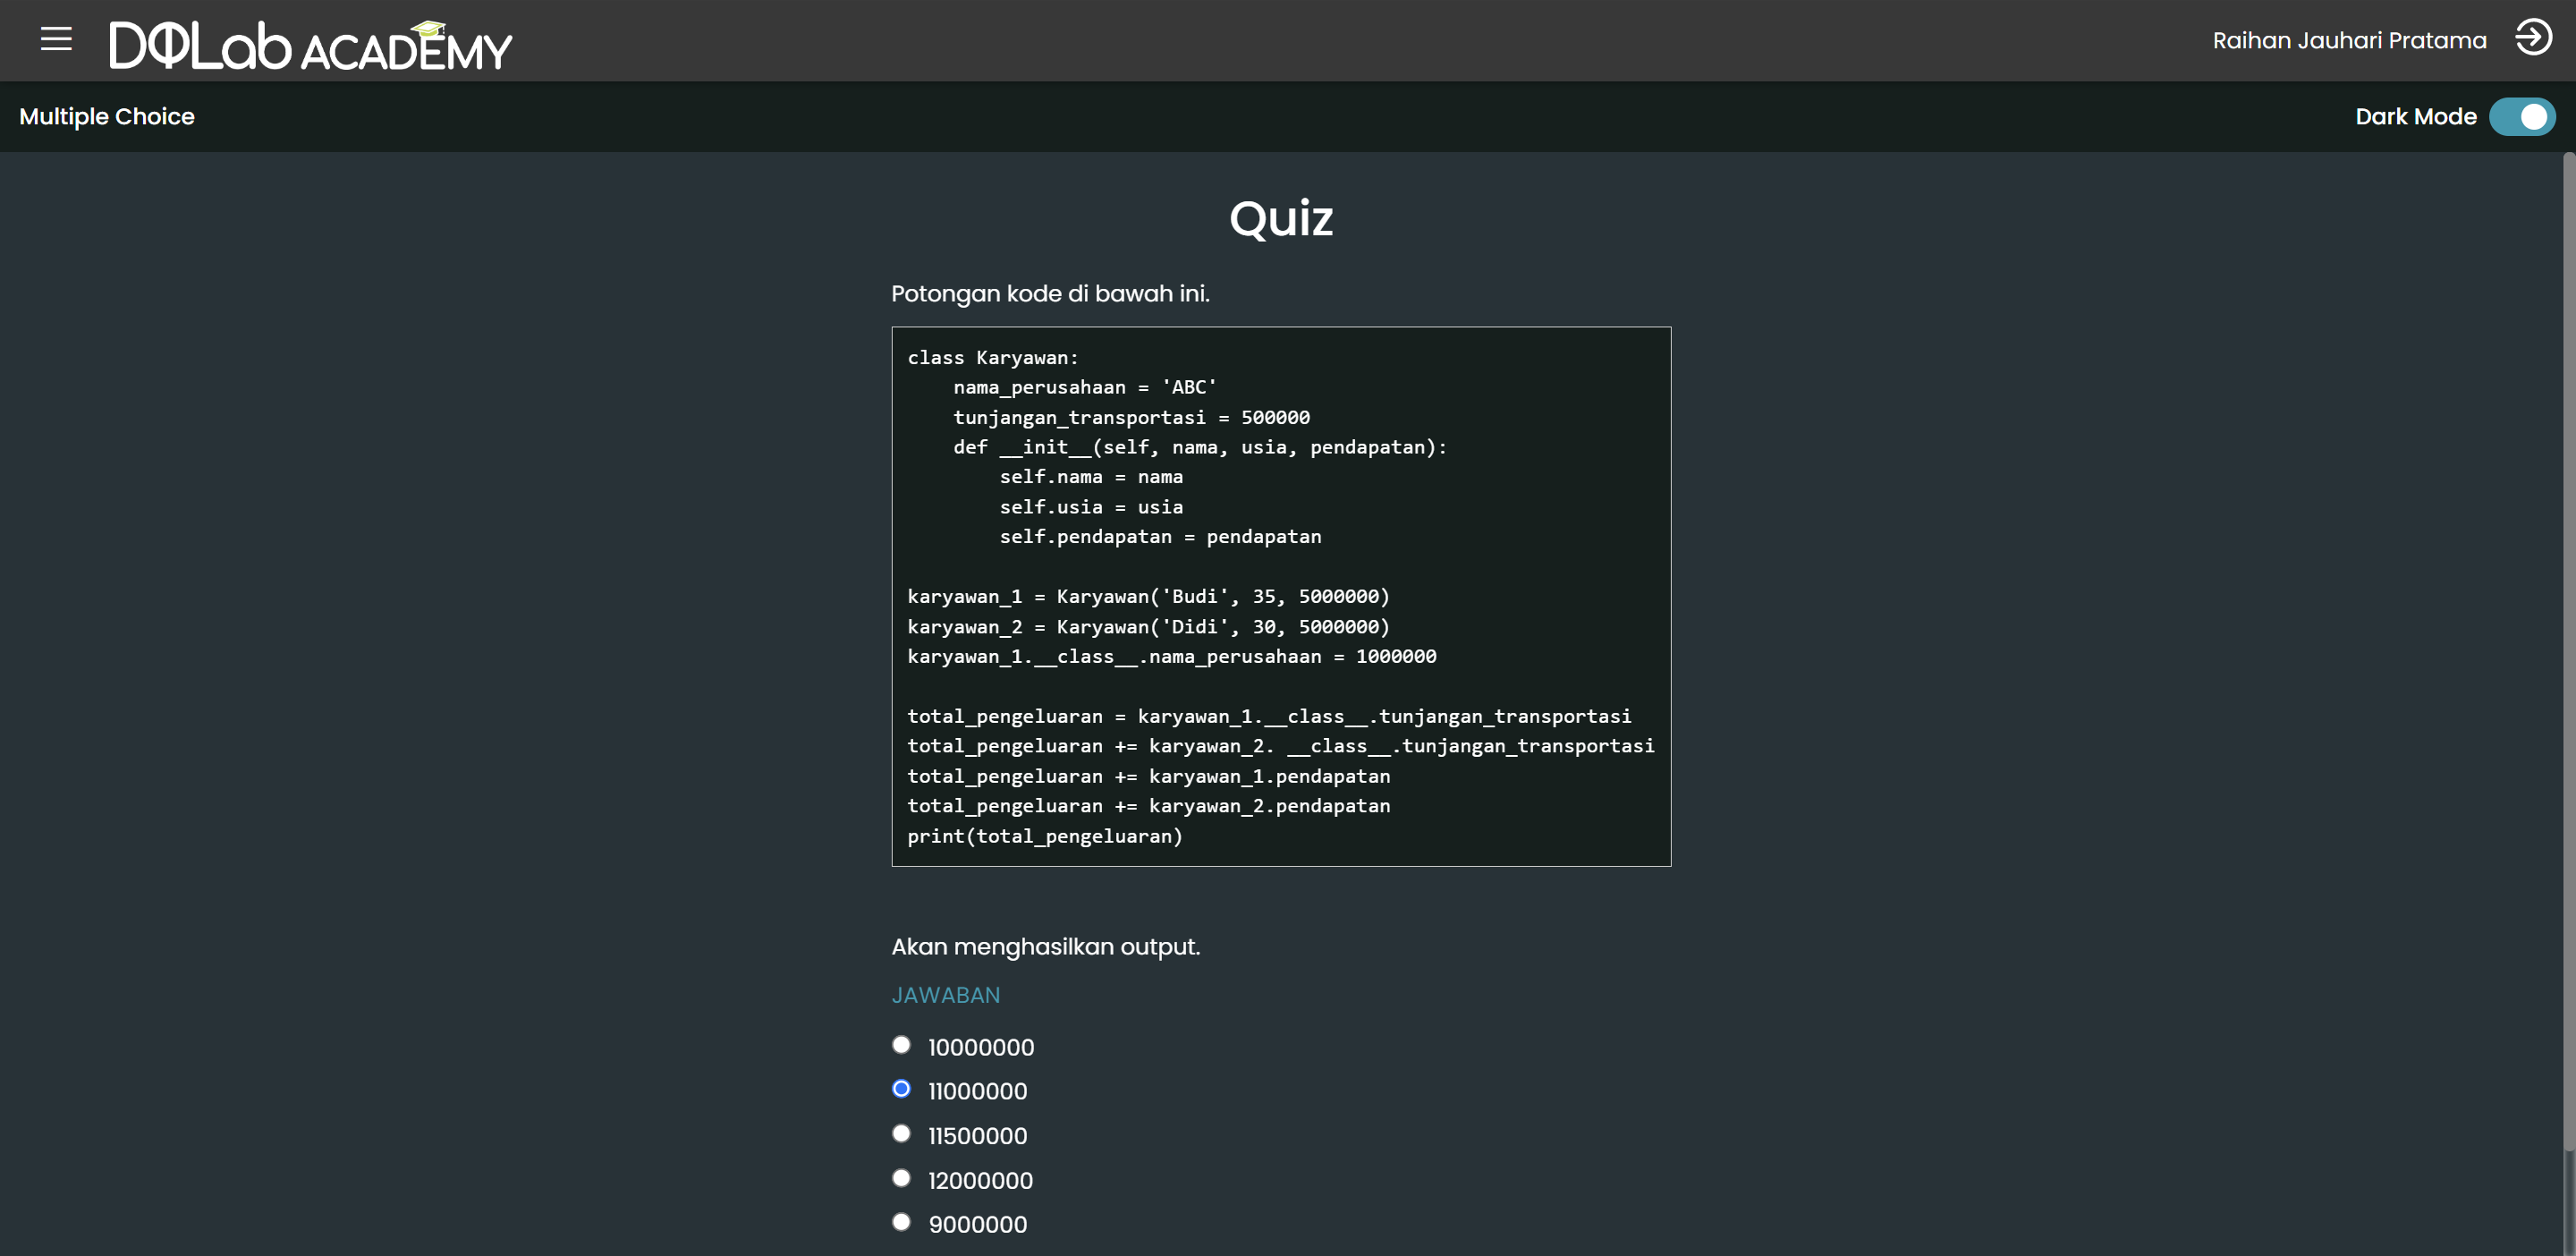 DQLab ACADEMY
Raihan Jauhari Pratama
Multiple Choice
Dark Mode
Quiz
Potongan kode di bawah ini.
class Karyawan:
    nama_perusahaan = 'ABC'
    tunjangan_transportasi = 500000
    def __init__(self, nama, usia, pendapatan):
        self.nama = nama
        self.usia = usia
        self.pendapatan = pendapatan
karyawan_1 = Karyawan('Budi', 35, 5000000)
karyawan_2 = Karyawan('Didi', 30, 5000000)
karyawan_1.__class__.nama_perusahaan = 1000000
total_pengeluaran = karyawan_1.__class__.tunjangan_transportasi
total_pengeluaran += karyawan_2. __class__.tunjangan_transportasi
total_pengeluaran += karyawan_1.pendapatan
total_pengeluaran += karyawan_2.pendapatan
print(total_pengeluaran)
Akan menghasilkan output.
JAWABAN
10000000
11000000
11500000
12000000
9000000